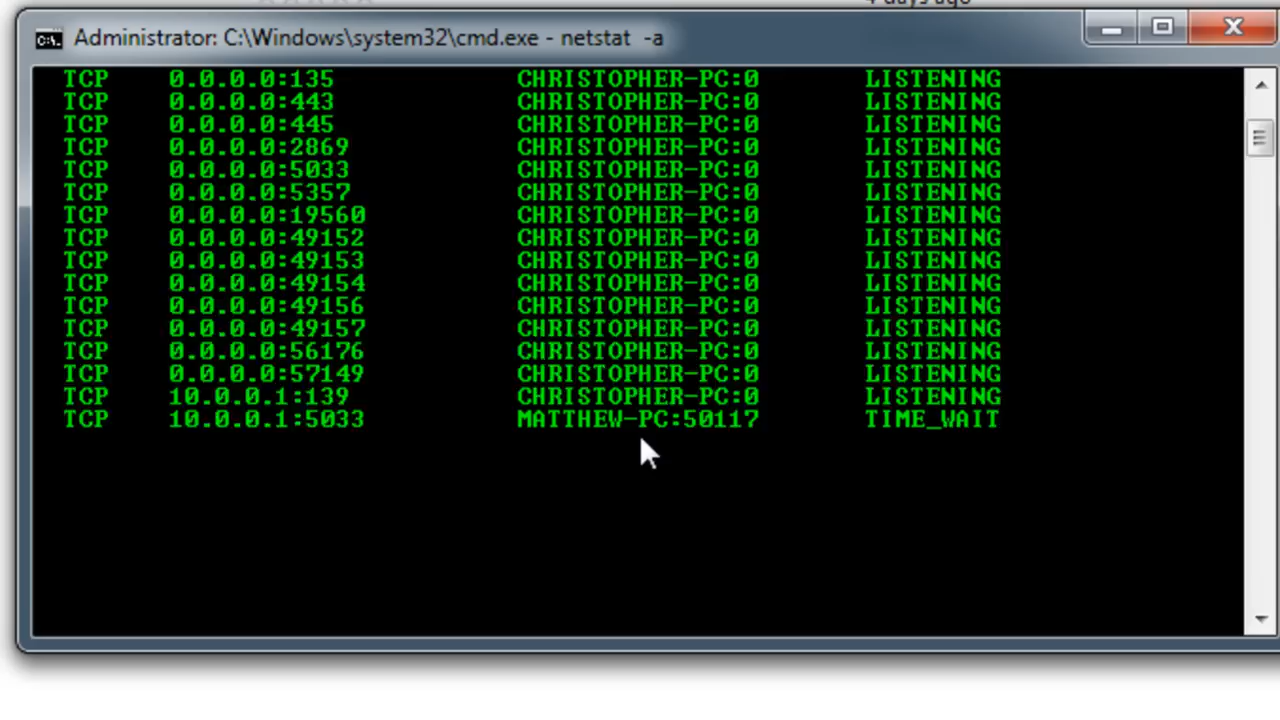 4 days ago
Administrator: C:\Windows\system32\cmd.exe - netstat -a
TCP 0.0.0.0:135 CHRISTOPHER-PC:0 LISTENING
TCP 0.0.0.0:443 CHRISTOPHER-PC:0 LISTENING
TCP 0.0.0.0:445 CHRISTOPHER-PC:0 LISTENING
TCP 0.0.0.0:2869 CHRISTOPHER-PC:0 LISTENING
TCP 0.0.0.0:5033 CHRISTOPHER-PC:0 LISTENING
TCP 0.0.0.0:5357 CHRISTOPHER-PC:0 LISTENING
TCP 0.0.0.0:19560 CHRISTOPHER-PC:0 LISTENING
TCP 0.0.0.0:49152 CHRISTOPHER-PC:0 LISTENING
TCP 0.0.0.0:49153 CHRISTOPHER-PC:0 LISTENING
TCP 0.0.0.0:49154 CHRISTOPHER-PC:0 LISTENING
TCP 0.0.0.0:49156 CHRISTOPHER-PC:0 LISTENING
TCP 0.0.0.0:49157 CHRISTOPHER-PC:0 LISTENING
TCP 0.0.0.0:56176 CHRISTOPHER-PC:0 LISTENING
TCP 0.0.0.0:57149 CHRISTOPHER-PC:0 LISTENING
TCP 10.0.0.1:139 CHRISTOPHER-PC:0 LISTENING
TCP 10.0.0.1:5033 MATTHEW-PC:50117 TIME_WAIT